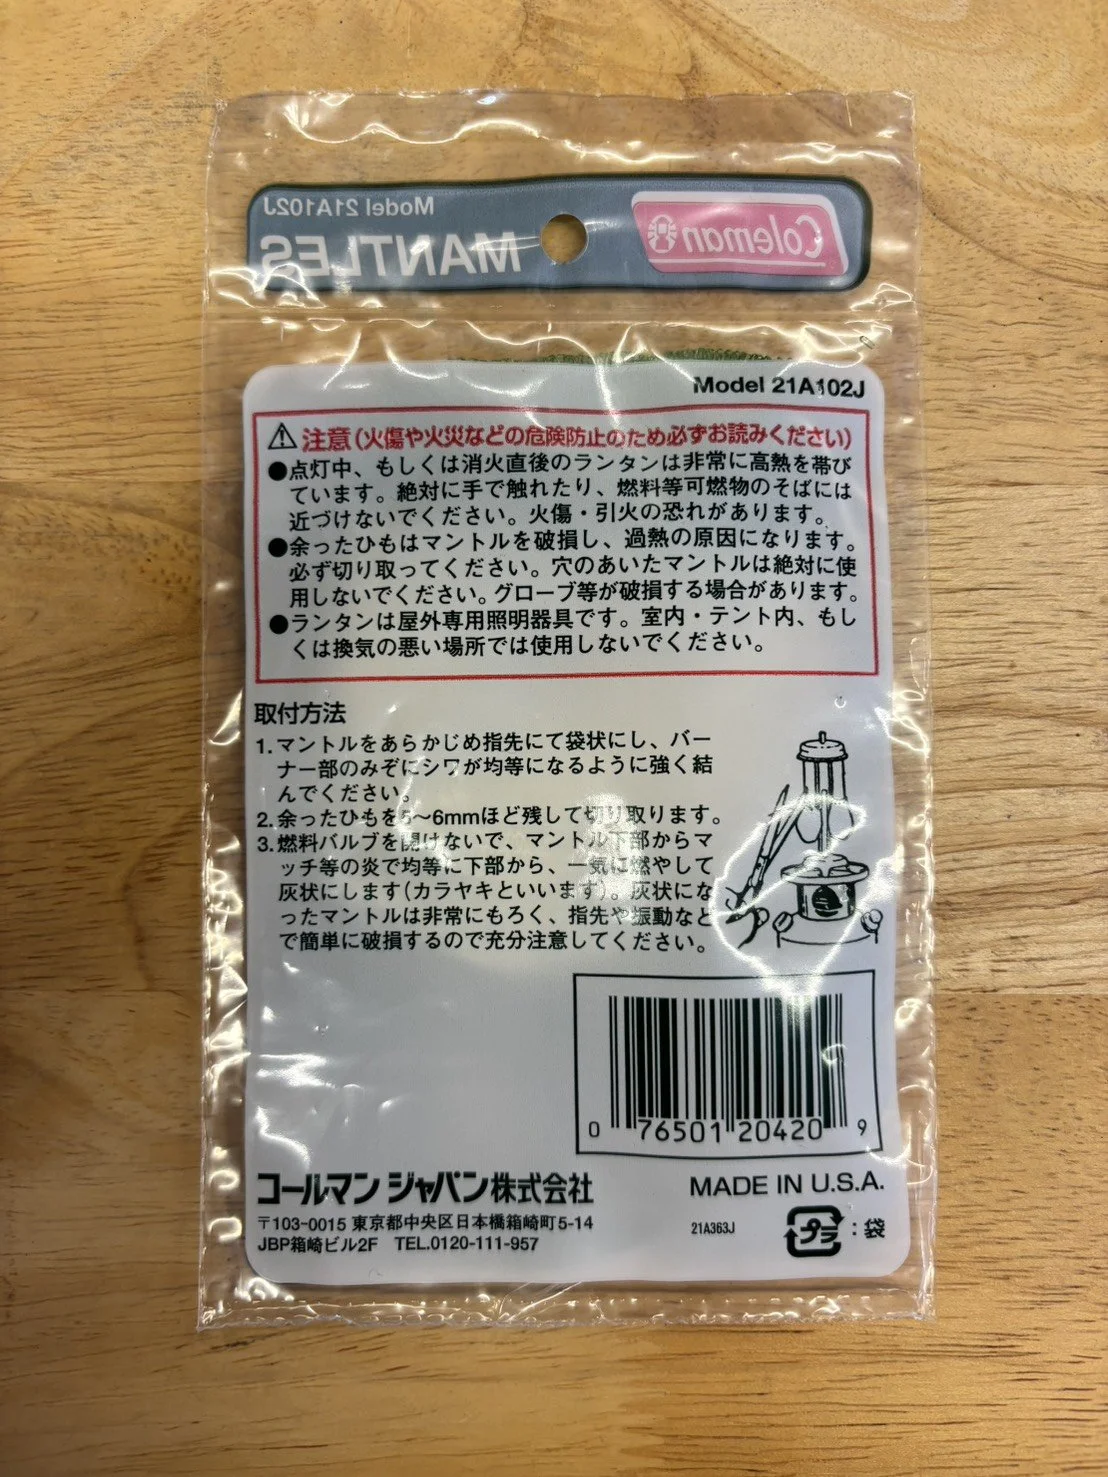 Coleman
Model 21A102J
MANTLES
Model 21A102J
注意(火傷や火災などの危険防止のため必ずお読みください)
●点灯中、もしくは消火直後のランタンは非常に高熱を帯び
ています。絶対に手で触れたり、燃料等可燃物のそばには
近づけないでください。火傷・引火の恐れがあります。
●余ったひもはマントルを破損し、過熱の原因になります。
必ず切り取ってください。穴のあいたマントルは絶対に使
用しないでください。グローブ等が破損する場合があります。
●ランタンは屋外専用照明器具です。室内・テント内、もし
くは換気の悪い場所では使用しないでください。
取付方法
1.マントルをあらかじめ指先にて袋状にし、バー
ナー部のみぞにシワが均等になるように強く結
んでください。
2.余ったひもを5〜6mmほど残して切り取ります。
3.燃料バルブを開けないで、マントル下部からマ
ッチ等の炎で均等に下部から、一気に燃やして
灰状にします(カラヤキといいます)。灰状にな
ったマントルは非常にもろく、指先や振動など
で簡単に破損するので充分注意してください。
0 76501 20420 9
コールマン ジャパン株式会社
〒103-0015 東京都中央区日本橋箱崎町5-14
JBP箱崎ビル2F TEL.0120-111-957
MADE IN U.S.A.
21A363J
プラ:袋